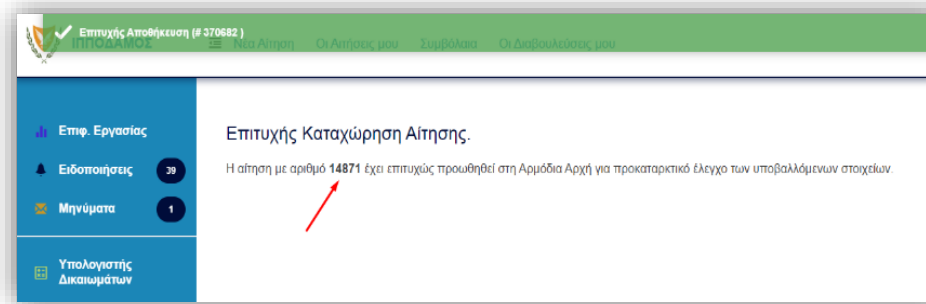 Επιτυχής Αποθήκευση (# 370682 )
ΙΠΠΟΔΑΜΟΣ Νέα Αίτηση Οι Αιτήσεις μου Συμβόλαια Οι Διαβουλεύσεις μου
Επιφ. Εργασίας
Επιτυχής Καταχώρηση Αίτησης.
Ειδοποιήσεις 39
Η αίτηση με αριθμό 14871 έχει επιτυχώς προωθηθεί στη Αρμόδια Αρχή για προκαταρκτικό έλεγχο των υποβαλλόμενων στοιχείων.
Μηνύματα 1
Υπολογιστής
Δικαιωμάτων